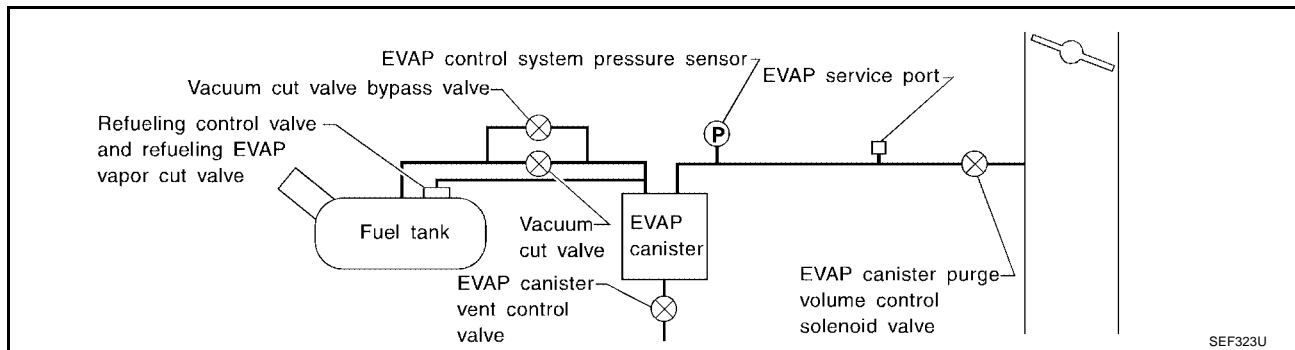 EVAP control system pressure sensor
EVAP service port
Vacuum cut valve bypass valve
Refueling control valve
and refueling EVAP
vapor cut valve
P
Fuel tank
Vacuum
cut valve
EVAP
canister
EVAP canister
vent control
valve
EVAP canister purge
volume control
solenoid valve
SEF323U